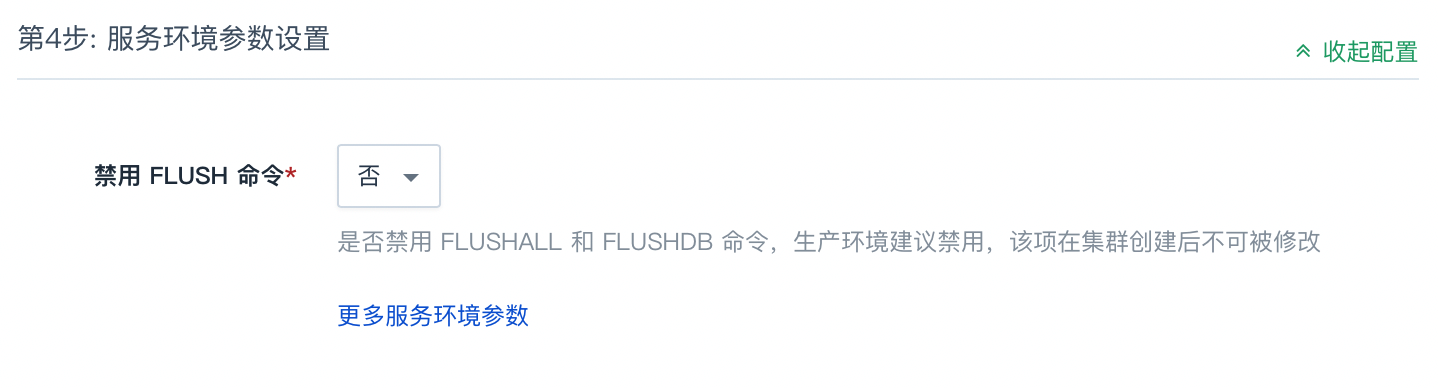 第4步: 服务环境参数设置
收起配置
禁用 FLUSH 命令*
否
是否禁用 FLUSHALL 和 FLUSHDB 命令，生产环境建议禁用，该项在集群创建后不可被修改
更多服务环境参数